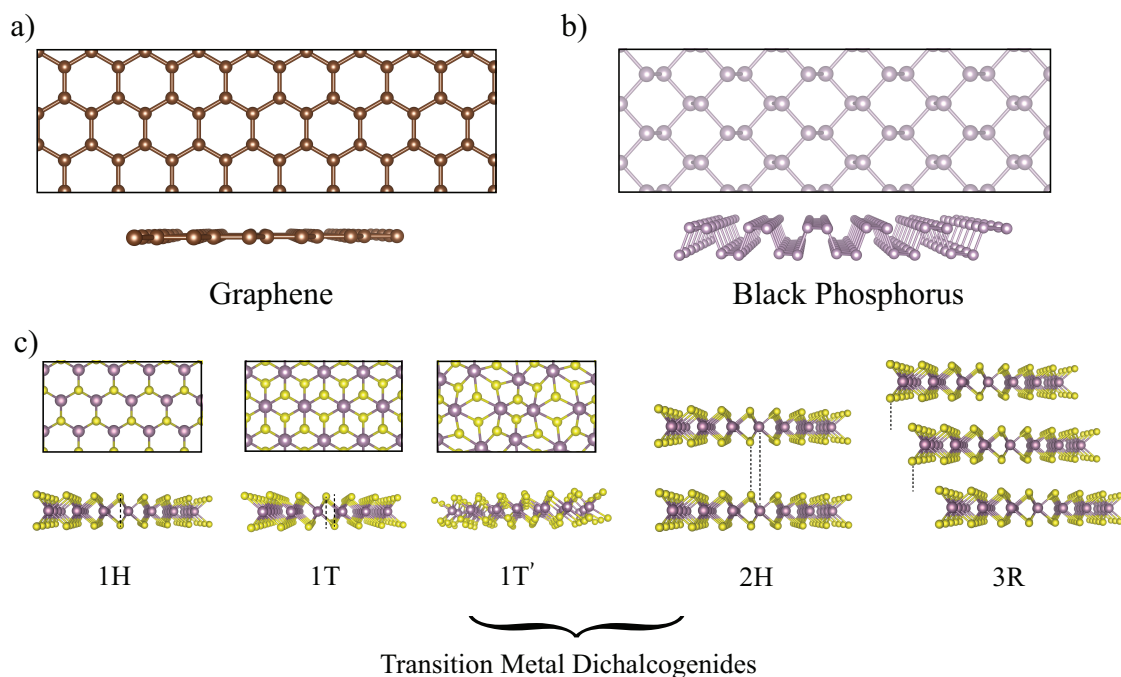 a)
b)
Graphene
Black Phosphorus
c)
1H
1T
1T′
2H
3R
Transition Metal Dichalcogenides